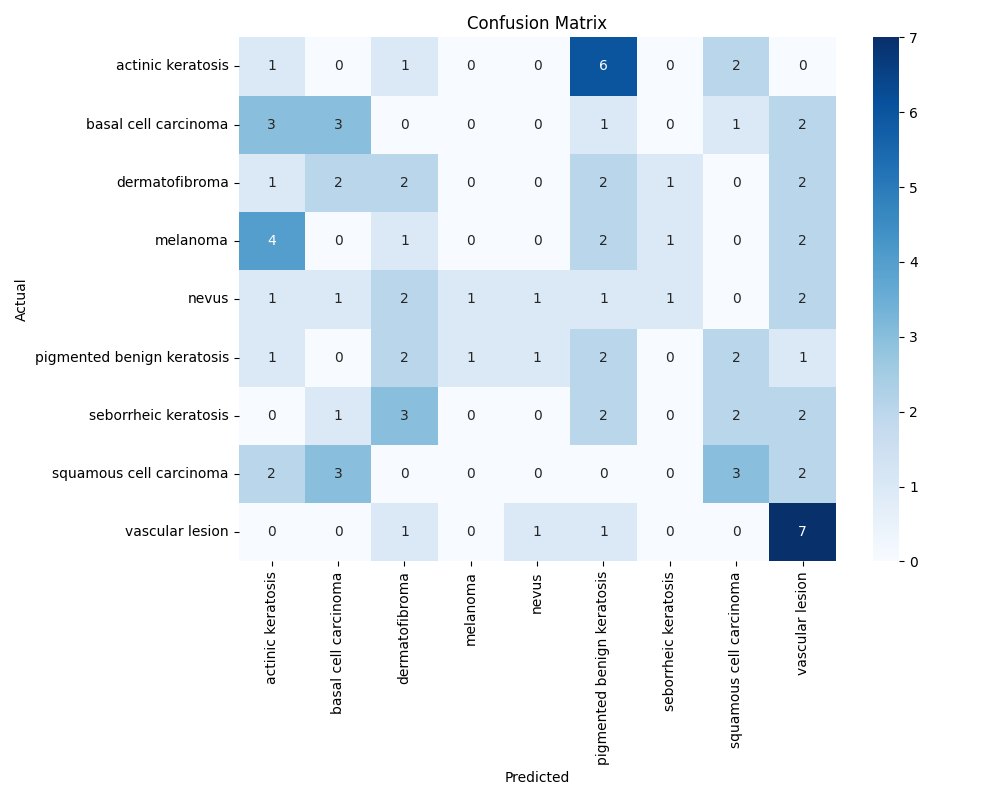 Confusion Matrix
Actual
actinic keratosis 1 0 1 0 0 6 0 2 0
basal cell carcinoma 3 3 0 0 0 1 0 1 2
dermatofibroma 1 2 2 0 0 2 1 0 2
melanoma 4 0 1 0 0 2 1 0 2
nevus 1 1 2 1 1 1 1 0 2
pigmented benign keratosis 1 0 2 1 1 2 0 2 1
seborrheic keratosis 0 1 3 0 0 2 0 2 2
squamous cell carcinoma 2 3 0 0 0 0 0 3 2
vascular lesion 0 0 1 0 1 1 0 0 7
actinic keratosis
basal cell carcinoma
dermatofibroma
melanoma
nevus
pigmented benign keratosis
seborrheic keratosis
squamous cell carcinoma
vascular lesion
Predicted
7
6
5
4
3
2
1
0